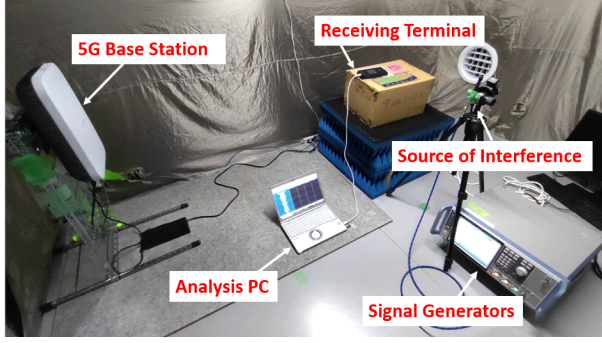 Receiving Terminal
5G Base Station
Source of Interference
Analysis PC
Signal Generators